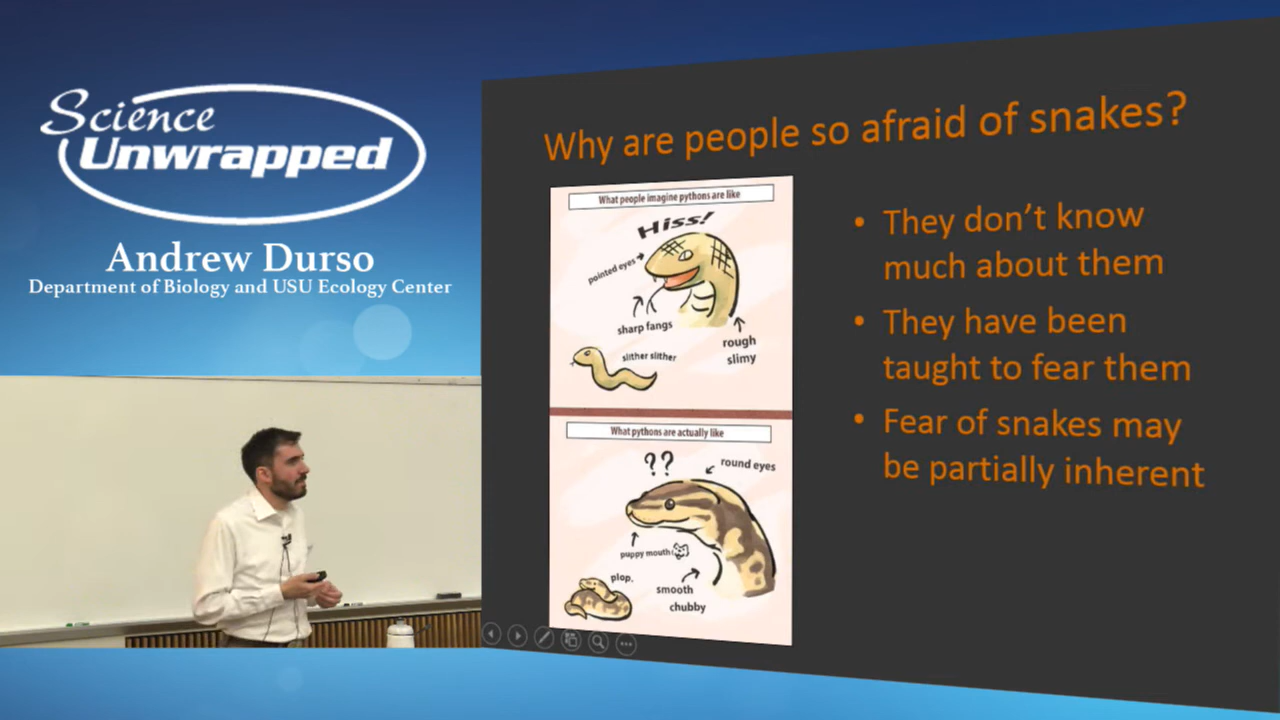 Science
Unwrapped
Andrew Durso
Department of Biology and USU Ecology Center
Why are people so afraid of snakes?
What people imagine pythons are like
Hiss!
pointed eyes
sharp fangs
rough
slimy
slither slither
What pythons are actually like
??
round eyes
puppy mouth:
plop.
smooth
chubby
• They don't know
much about them
• They have been
taught to fear them
• Fear of snakes may
be partially inherent